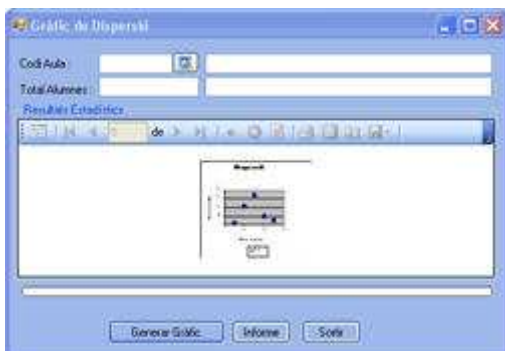 Gràfic de Dispersió
Codi Aula :
Total Alumnes :
Resultats Estadístics
de
Generar Gràfic
Informe
Sortir